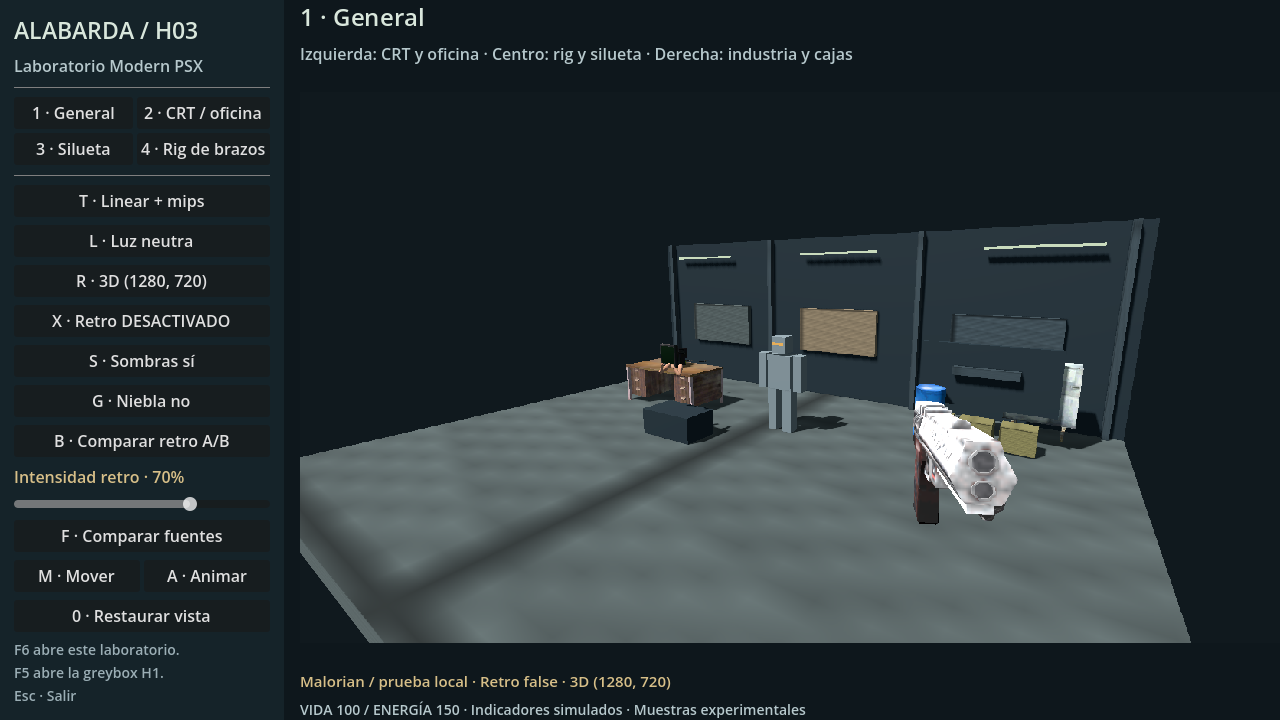 ALABARDA / H03
Laboratorio Modern PSX
1 · General
2 · CRT / oficina
3 · Silueta
4 · Rig de brazos
T · Linear + mips
L · Luz neutra
R · 3D (1280, 720)
X · Retro DESACTIVADO
S · Sombras sí
G · Niebla no
B · Comparar retro A/B
Intensidad retro · 70%
F · Comparar fuentes
M · Mover
A · Animar
0 · Restaurar vista
F6 abre este laboratorio.
F5 abre la greybox H1.
Esc · Salir
1 · General
Izquierda: CRT y oficina · Centro: rig y silueta · Derecha: industria y cajas
Malorian / prueba local · Retro false · 3D (1280, 720)
VIDA 100 / ENERGÍA 150 · Indicadores simulados · Muestras experimentales